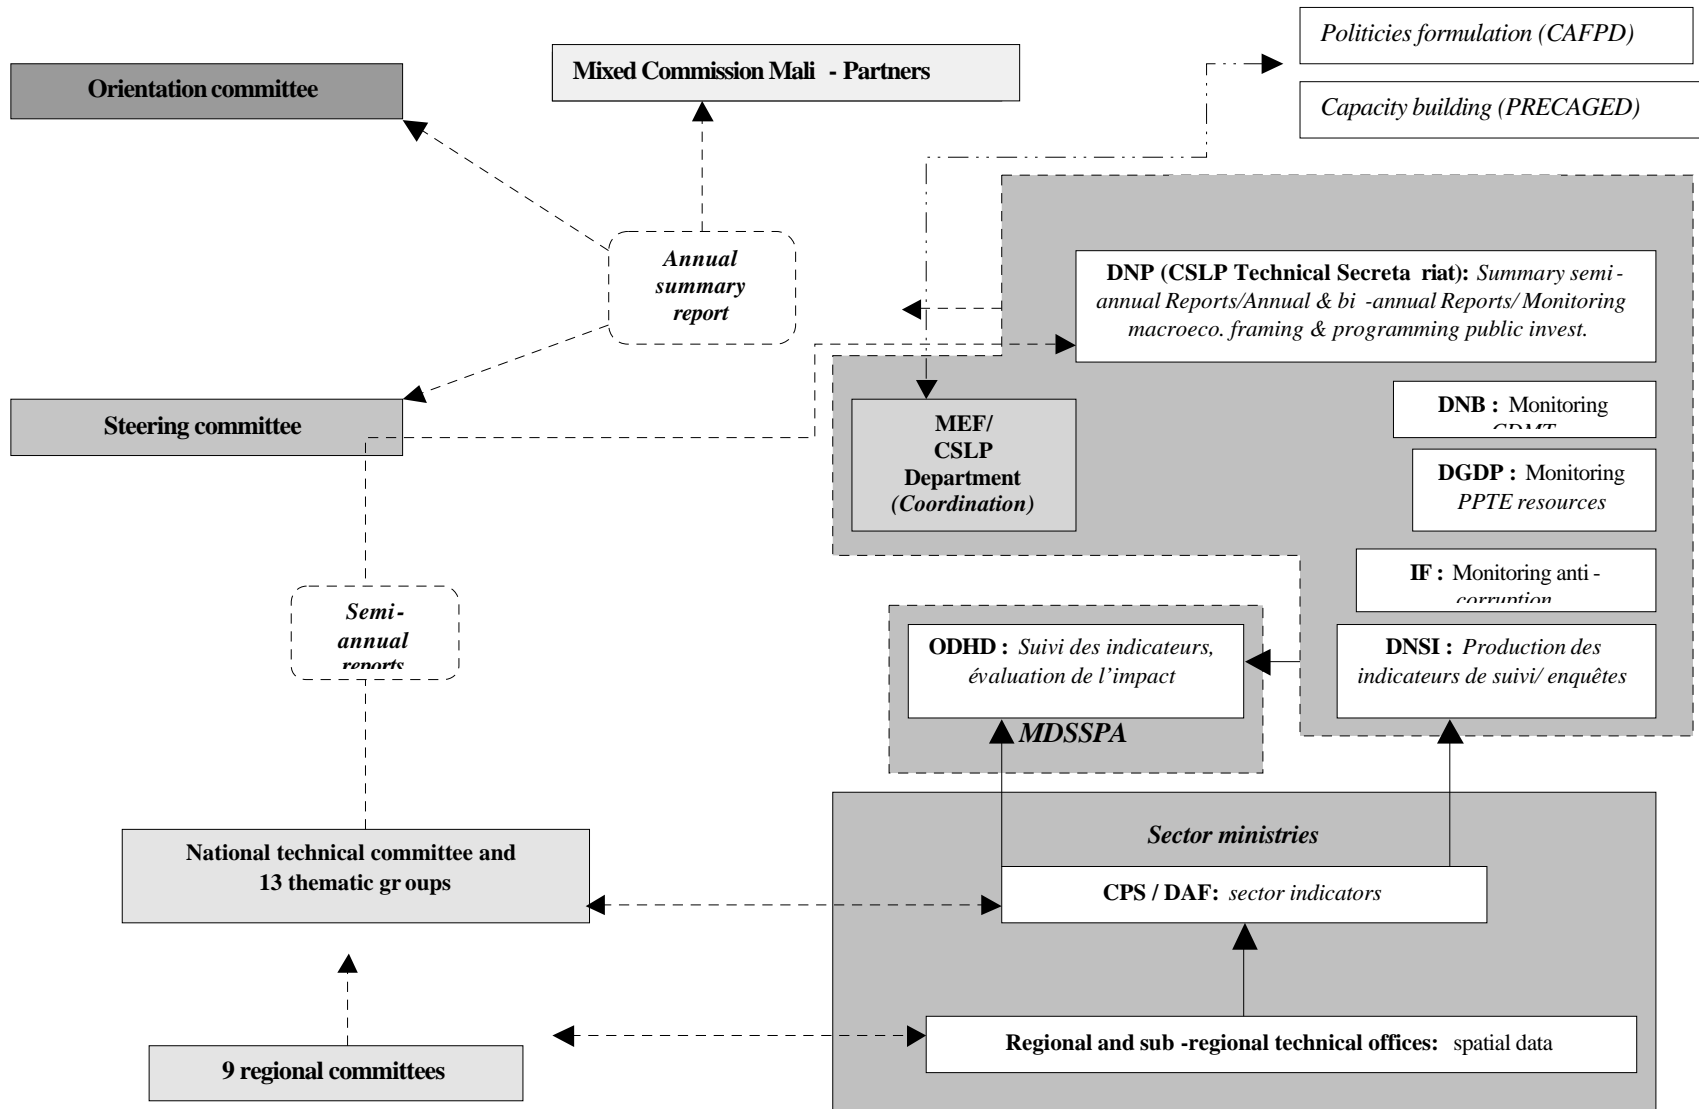 Politicies formulation (CAFPD)
Mixed Commission Mali - Partners
Orientation committee
Capacity building (PRECAGED)
Annual
summary
report
DNP (CSLP Technical Secreta riat): Summary semi-
annual Reports/Annual & bi -annual Reports/ Monitoring
macroeco. framing & programming public invest.
Steering committee
MEF/
CSLP
Department
(Coordination)
DNB : Monitoring
CDMT
DGDP : Monitoring
PPTE resources
IF : Monitoring anti -
corruption
Semi-
annual
reports
ODHD : Suivi des indicateurs,
évaluation de l’impact
MDSSPA
DNSI : Production des
indicateurs de suivi/ enquêtes
National technical committee and
13 thematic gr oups
Sector ministries
CPS / DAF: sector indicators
9 regional committees
Regional and sub -regional technical offices: spatial data